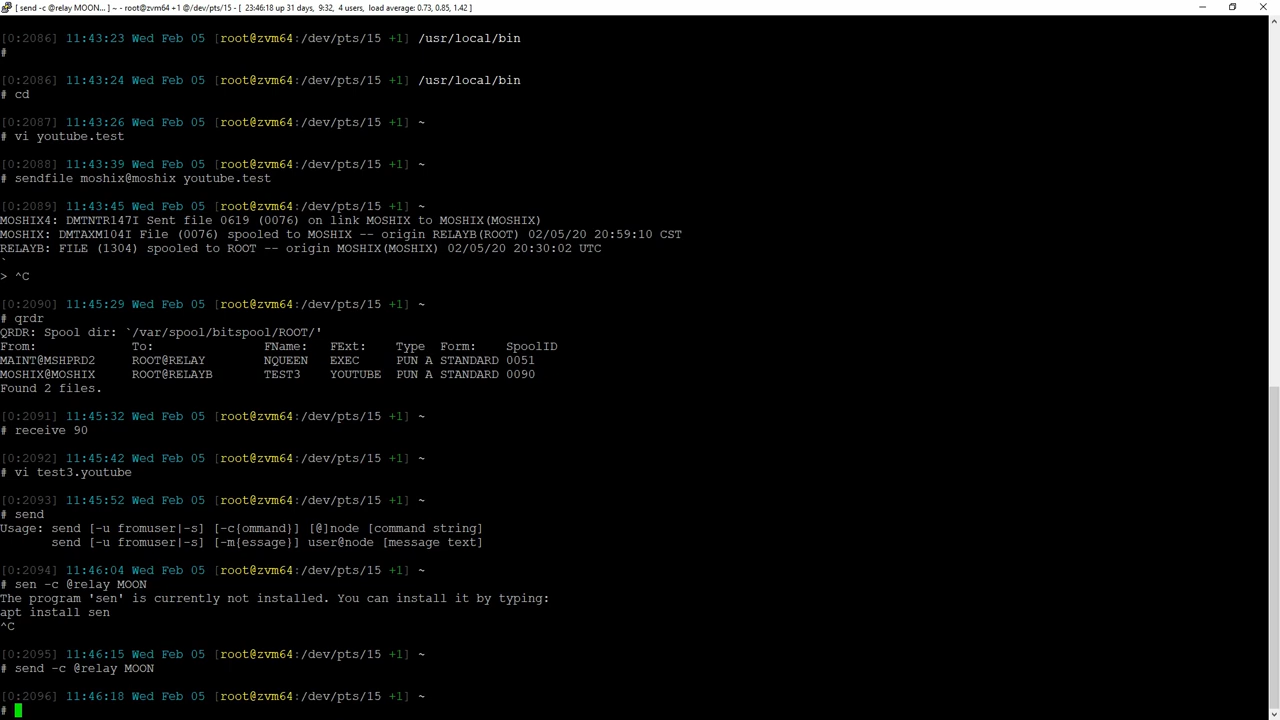 [ send -c @relay MOON... ] ~ - root@zvm64 +1 @/dev/pts/15 - [  23:46:18 up 31 days,  9:32,  4 users,  load average: 0.73, 0.85, 1.42 ]
[0:2086] 11:43:23 Wed Feb 05 [root@zvm64:/dev/pts/15 +1] /usr/local/bin
#
[0:2086] 11:43:24 Wed Feb 05 [root@zvm64:/dev/pts/15 +1] /usr/local/bin
# cd
[0:2087] 11:43:26 Wed Feb 05 [root@zvm64:/dev/pts/15 +1] ~
# vi youtube.test
[0:2088] 11:43:39 Wed Feb 05 [root@zvm64:/dev/pts/15 +1] ~
# sendfile moshix@moshix youtube.test
[0:2089] 11:43:45 Wed Feb 05 [root@zvm64:/dev/pts/15 +1] ~
MOSHIX4: DMTNTR147I Sent file 0619 (0076) on link MOSHIX to MOSHIX(MOSHIX)
MOSHIX: DMTAXM104I File (0076) spooled to MOSHIX -- origin RELAYB(ROOT) 02/05/20 20:59:10 CST
RELAYB: FILE (1304) spooled to ROOT -- origin MOSHIX(MOSHIX) 02/05/20 20:30:02 UTC
`
> ^C
[0:2090] 11:45:29 Wed Feb 05 [root@zvm64:/dev/pts/15 +1] ~
# qrdr
QRDR: Spool dir: `/var/spool/bitspool/ROOT/'
From:             To:               FName:   FExt:    Type   Form:    SpoolID
MAINT@MSHPRD2     ROOT@RELAY        NQUEEN   EXEC     PUN A STANDARD 0051
MOSHIX@MOSHIX     ROOT@RELAYB       TEST3    YOUTUBE  PUN A STANDARD 0090
Found 2 files.
[0:2091] 11:45:32 Wed Feb 05 [root@zvm64:/dev/pts/15 +1] ~
# receive 90
[0:2092] 11:45:42 Wed Feb 05 [root@zvm64:/dev/pts/15 +1] ~
# vi test3.youtube
[0:2093] 11:45:52 Wed Feb 05 [root@zvm64:/dev/pts/15 +1] ~
# send
Usage: send [-u fromuser|-s] [-c{ommand}] [@]node [command string]
       send [-u fromuser|-s] [-m{essage}] user@node [message text]
[0:2094] 11:46:04 Wed Feb 05 [root@zvm64:/dev/pts/15 +1] ~
# sen -c @relay MOON
The program 'sen' is currently not installed. You can install it by typing:
apt install sen
^C
[0:2095] 11:46:15 Wed Feb 05 [root@zvm64:/dev/pts/15 +1] ~
# send -c @relay MOON
[0:2096] 11:46:18 Wed Feb 05 [root@zvm64:/dev/pts/15 +1] ~
#